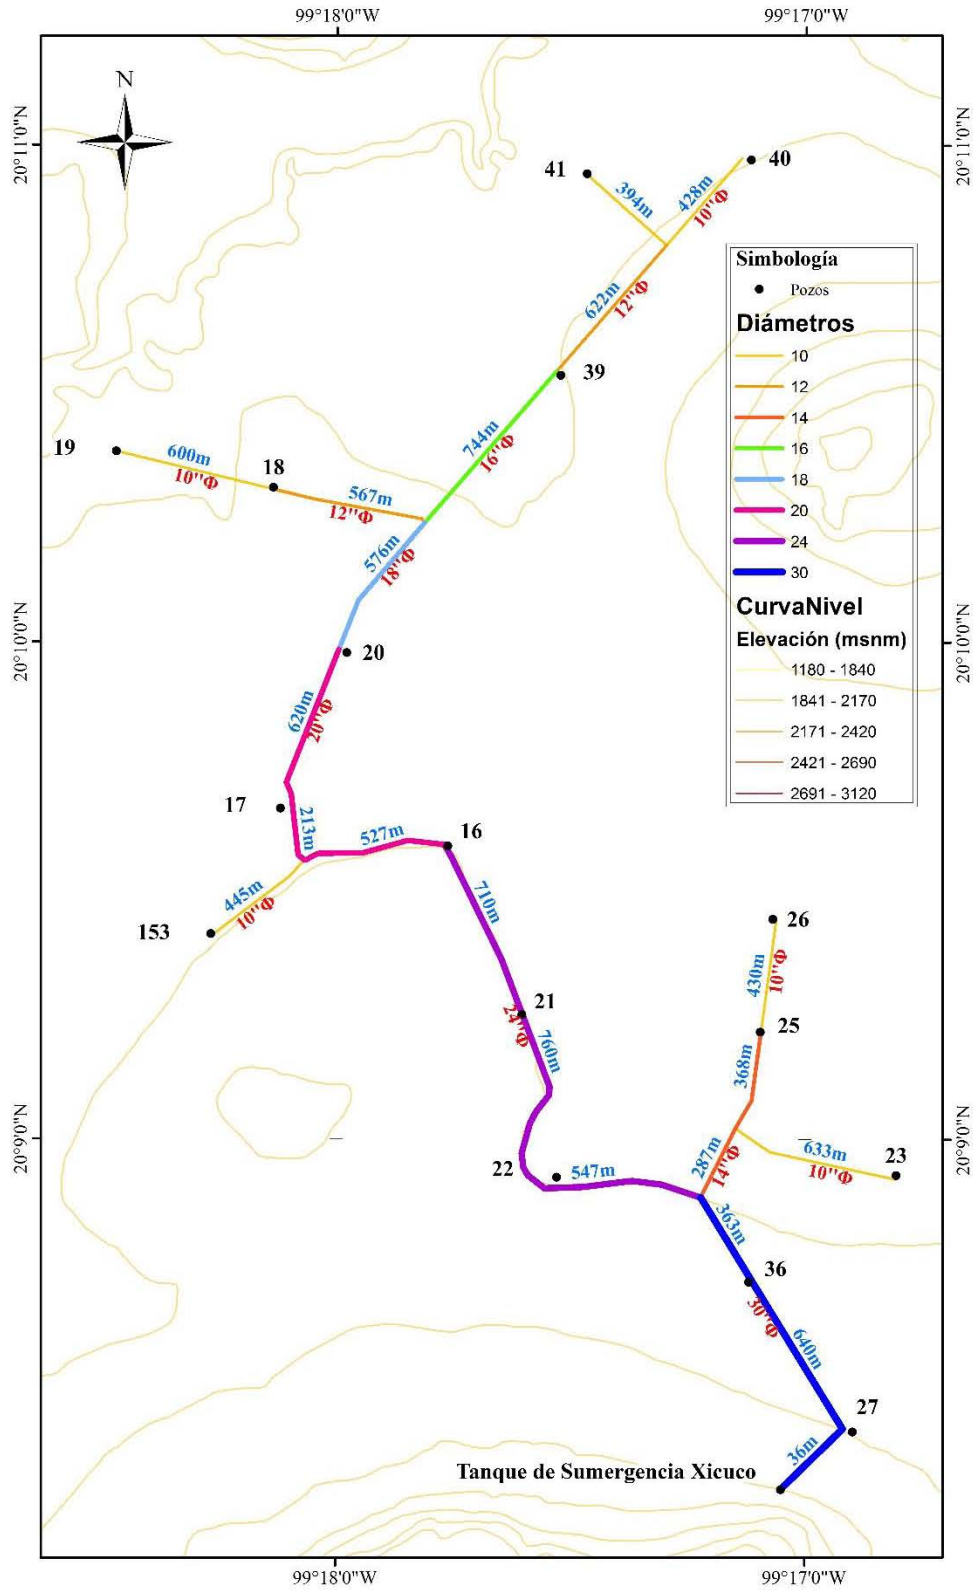 99°18'0"W
99°17'0"W
N
20°11'0"N
20°11'0"N
41
40
394m
428m
10''Φ
Simbología
Pozos
Diámetros
10
12
14
16
18
20
24
30
CurvaNivel
Elevación (msnm)
1180 - 1840
1841 - 2170
2171 - 2420
2421 - 2690
2691 - 3120
622m
12''Φ
39
744m
16''Φ
19
600m
10''Φ
18
567m
12''Φ
576m
18''Φ
20°10'0"N
20°10'0"N
20
620m
20''Φ
17
213m
527m
16
445m
10''Φ
153
710m
26
430m
10''Φ
21
24''Φ
760m
25
368m
20°9'0"N
20°9'0"N
22
547m
287m
14''Φ
633m
10''Φ
23
363m
36
30''Φ
640m
27
36m
Tanque de Sumergencia Xicuco
99°18'0"W
99°17'0"W